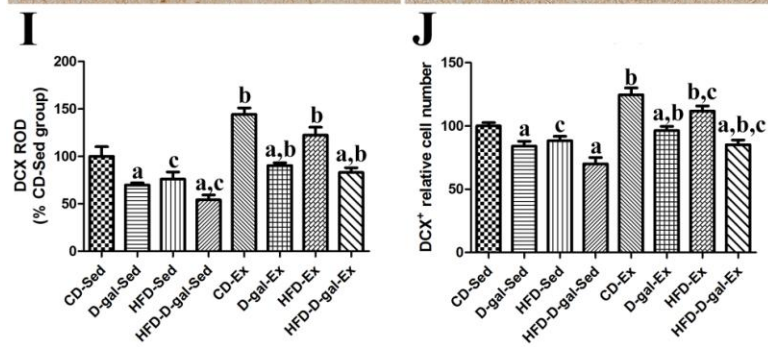 I
DCX ROD
(% CD-Sed group)
200
150
100
50
0
a
c
a,c
b
a,b
b
a,b
CD-Sed
D-gal-Sed
HFD-Sed
HFD-D-gal-Sed
CD-Ex
D-gal-Ex
HFD-Ex
HFD-D-gal-Ex
J
DCX⁺ relative cell number
150
100
50
0
a
c
a
b
a,b
b,c
a,b,c
CD-Sed
D-gal-Sed
HFD-Sed
HFD-D-gal-Sed
CD-Ex
D-gal-Ex
HFD-Ex
HFD-D-gal-Ex